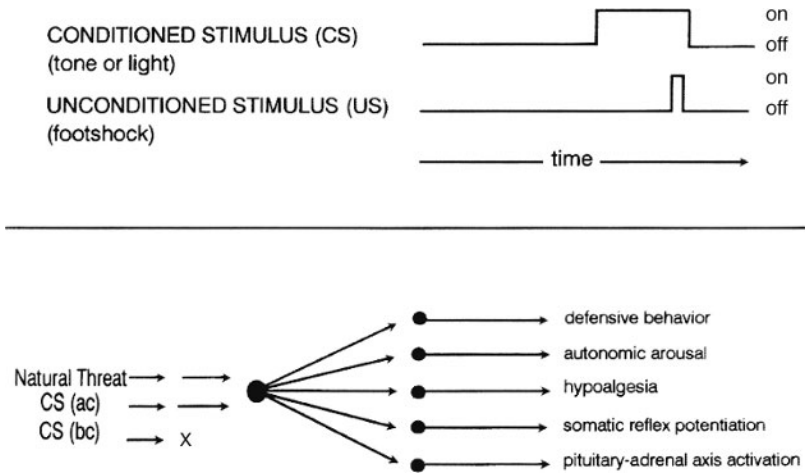 CONDITIONED STIMULUS (CS)
(tone or light)
on
off
UNCONDITIONED STIMULUS (US)
(footshock)
on
off
time
Natural Threat
CS (ac)
CS (bc)
X
defensive behavior
autonomic arousal
hypoalgesia
somatic reflex potentiation
pituitary-adrenal axis activation